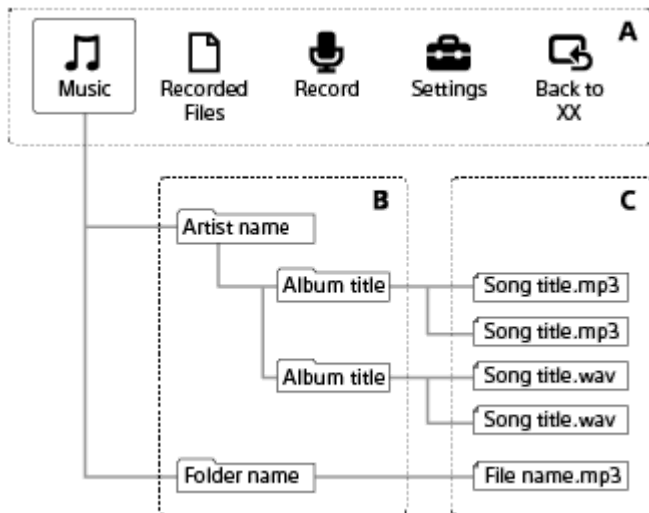 A
Music
Recorded
Files
Record
Settings
Back to
XX
B
C
Artist name
Album title
Song title.mp3
Song title.mp3
Album title
Song title.wav
Song title.wav
Folder name
File name.mp3